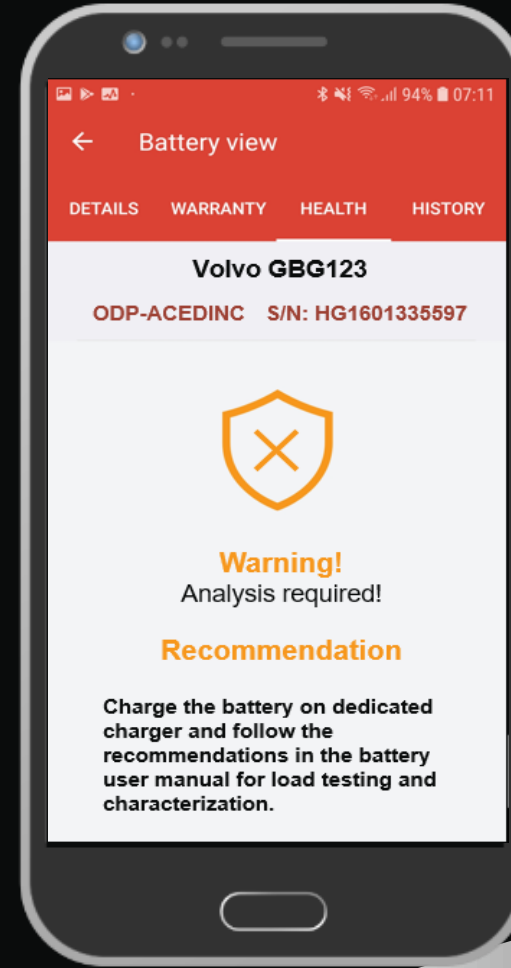 94% 07:11
Battery view
DETAILS WARRANTY HEALTH HISTORY
Volvo GBG123
ODP-ACEDINC S/N: HG1601335597
Warning!
Analysis required!
Recommendation
Charge the battery on dedicated
charger and follow the
recommendations in the battery
user manual for load testing and
characterization.